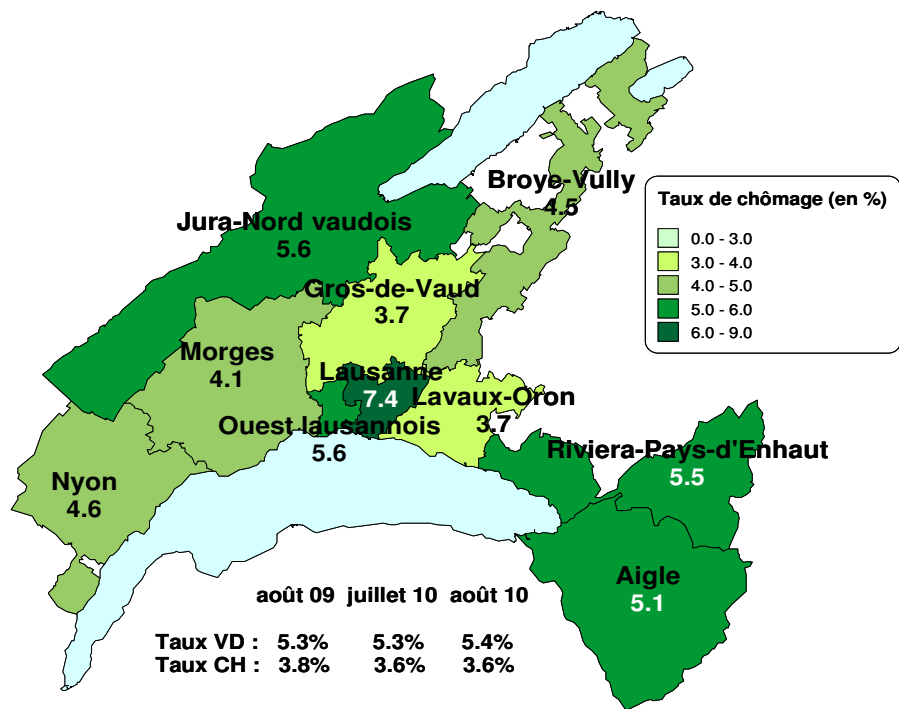 Broye-Vully
4.5
Taux de chômage (en %)
0.0 - 3.0
3.0 - 4.0
4.0 - 5.0
5.0 - 6.0
6.0 - 9.0
Jura-Nord vaudois
5.6
Gros-de-Vaud
3.7
Morges
4.1
Lausanne
7.4
Lavaux-Oron
3.7
Ouest lausannois
5.6
Riviera-Pays-d'Enhaut
5.5
Nyon
4.6
Aigle
5.1
août 09 juillet 10 août 10
Taux VD : 5.3% 5.3% 5.4%
Taux CH : 3.8% 3.6% 3.6%